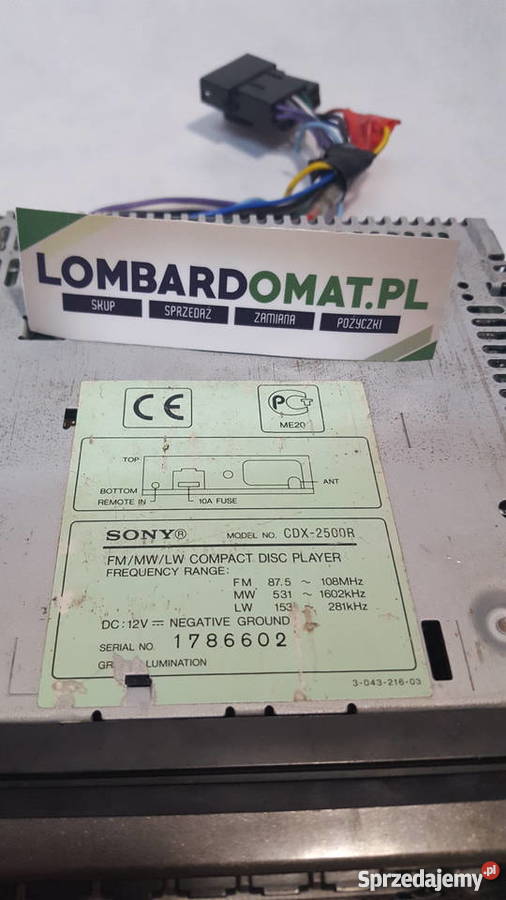 LOMBARDOMAT.PL
SKUP SPRZEDAŻ ZAMIANA POŻYCZKI
CE
PCT
ME20
TOP
ANT
BOTTOM
REMOTE IN 10A FUSE
SONY® MODEL NO. CDX-2500R
FM/MW/LW COMPACT DISC PLAYER
FREQUENCY RANGE:
FM 87.5 ~ 108MHz
MW 531 ~ 1602kHz
LW 153 ~ 281kHz
DC:12V NEGATIVE GROUND
SERIAL NO. 1786602
3-043-216-03
Sprzedajemy.pl